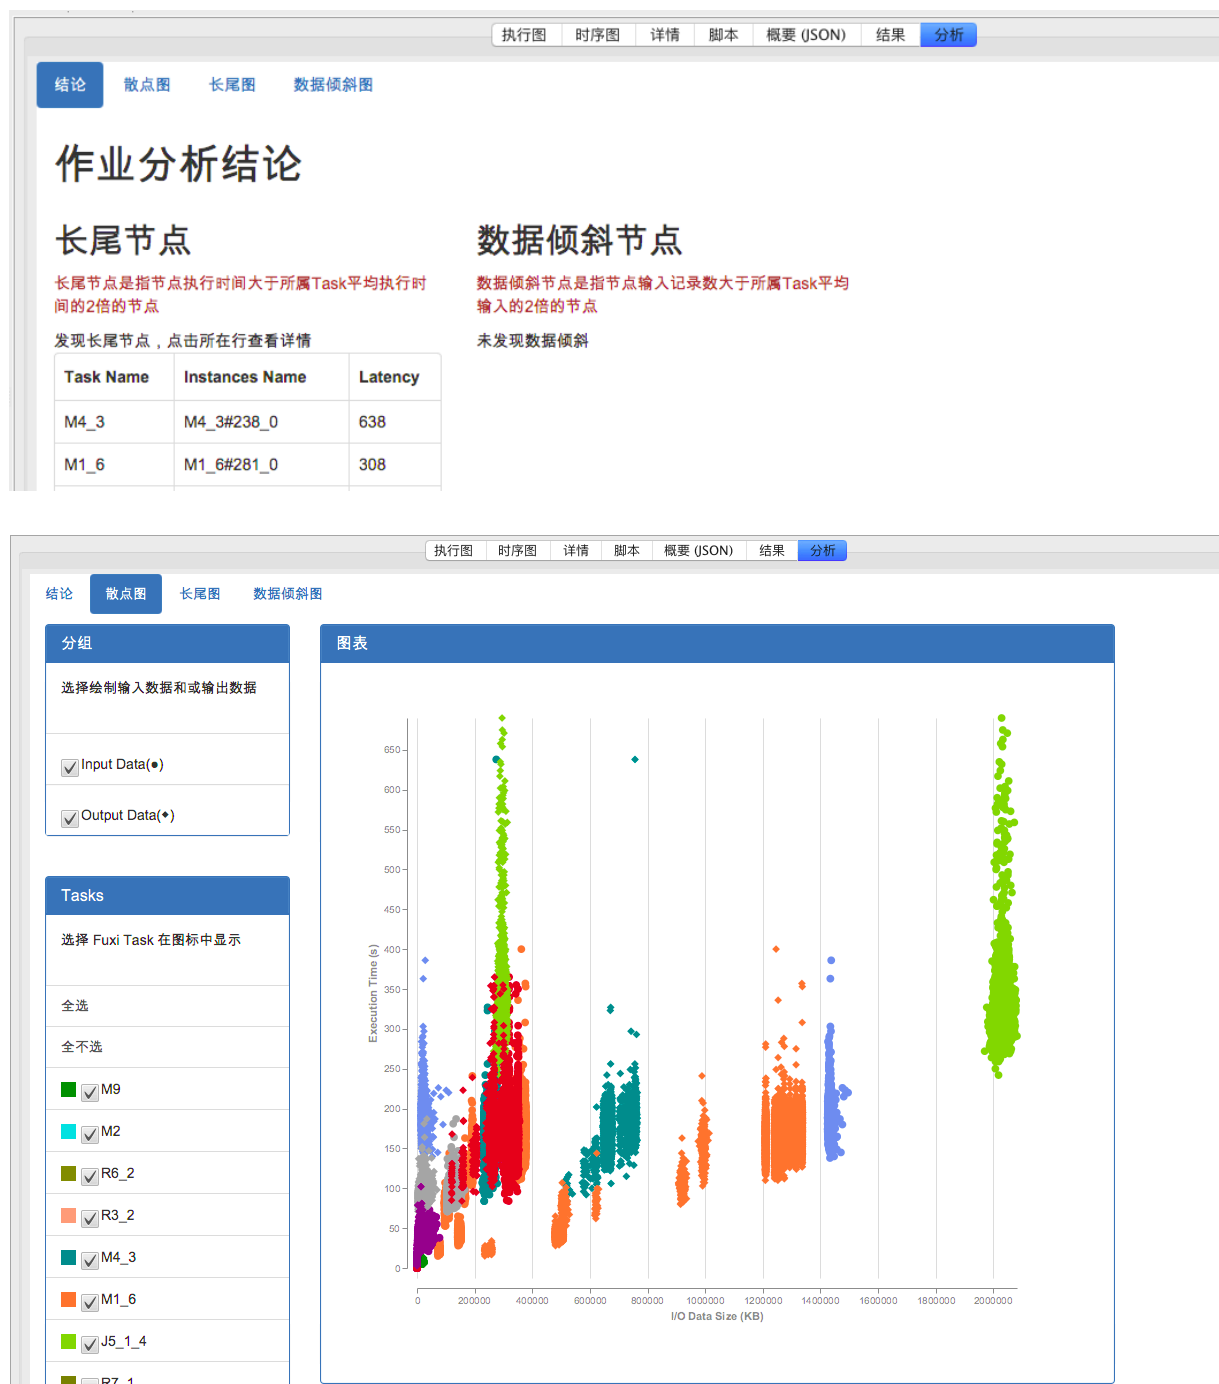 执行图 时序图 详情 脚本 概要 (JSON) 结果 分析
结论 散点图 长尾图 数据倾斜图
作业分析结论
长尾节点
长尾节点是指节点执行时间大于所属Task平均执行时
间的2倍的节点
发现长尾节点，点击所在行查看详情
Task Name Instances Name Latency
M4_3 M4_3#238_0 638
M1_6 M1_6#281_0 308
数据倾斜节点
数据倾斜节点是指节点输入记录数大于所属Task平均
输入的2倍的节点
未发现数据倾斜
执行图 时序图 详情 脚本 概要 (JSON) 结果 分析
结论 散点图 长尾图 数据倾斜图
分组
选择绘制输入数据和或输出数据
Input Data(●)
Output Data(◆)
Tasks
选择 Fuxi Task 在图标中显示
全选
全不选
M9
M2
R6_2
R3_2
M4_3
M1_6
J5_1_4
R7_1
图表
Execution Time (s)
650
600
550
500
450
400
350
300
250
200
150
100
50
0
0 200000 400000 600000 800000 1000000 1200000 1400000 1600000 1800000 2000000
I/O Data Size (KB)